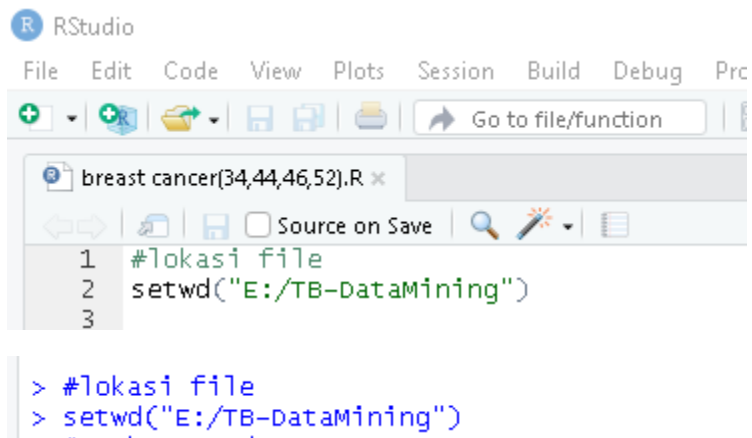 RStudio
File Edit Code View Plots Session Build Debug
Go to file/function
breast cancer(34,44,46,52).R
Source on Save
1 #lokasi file
2 setwd("E:/TB-DataMining")
3
> #lokasi file
> setwd("E:/TB-DataMining")